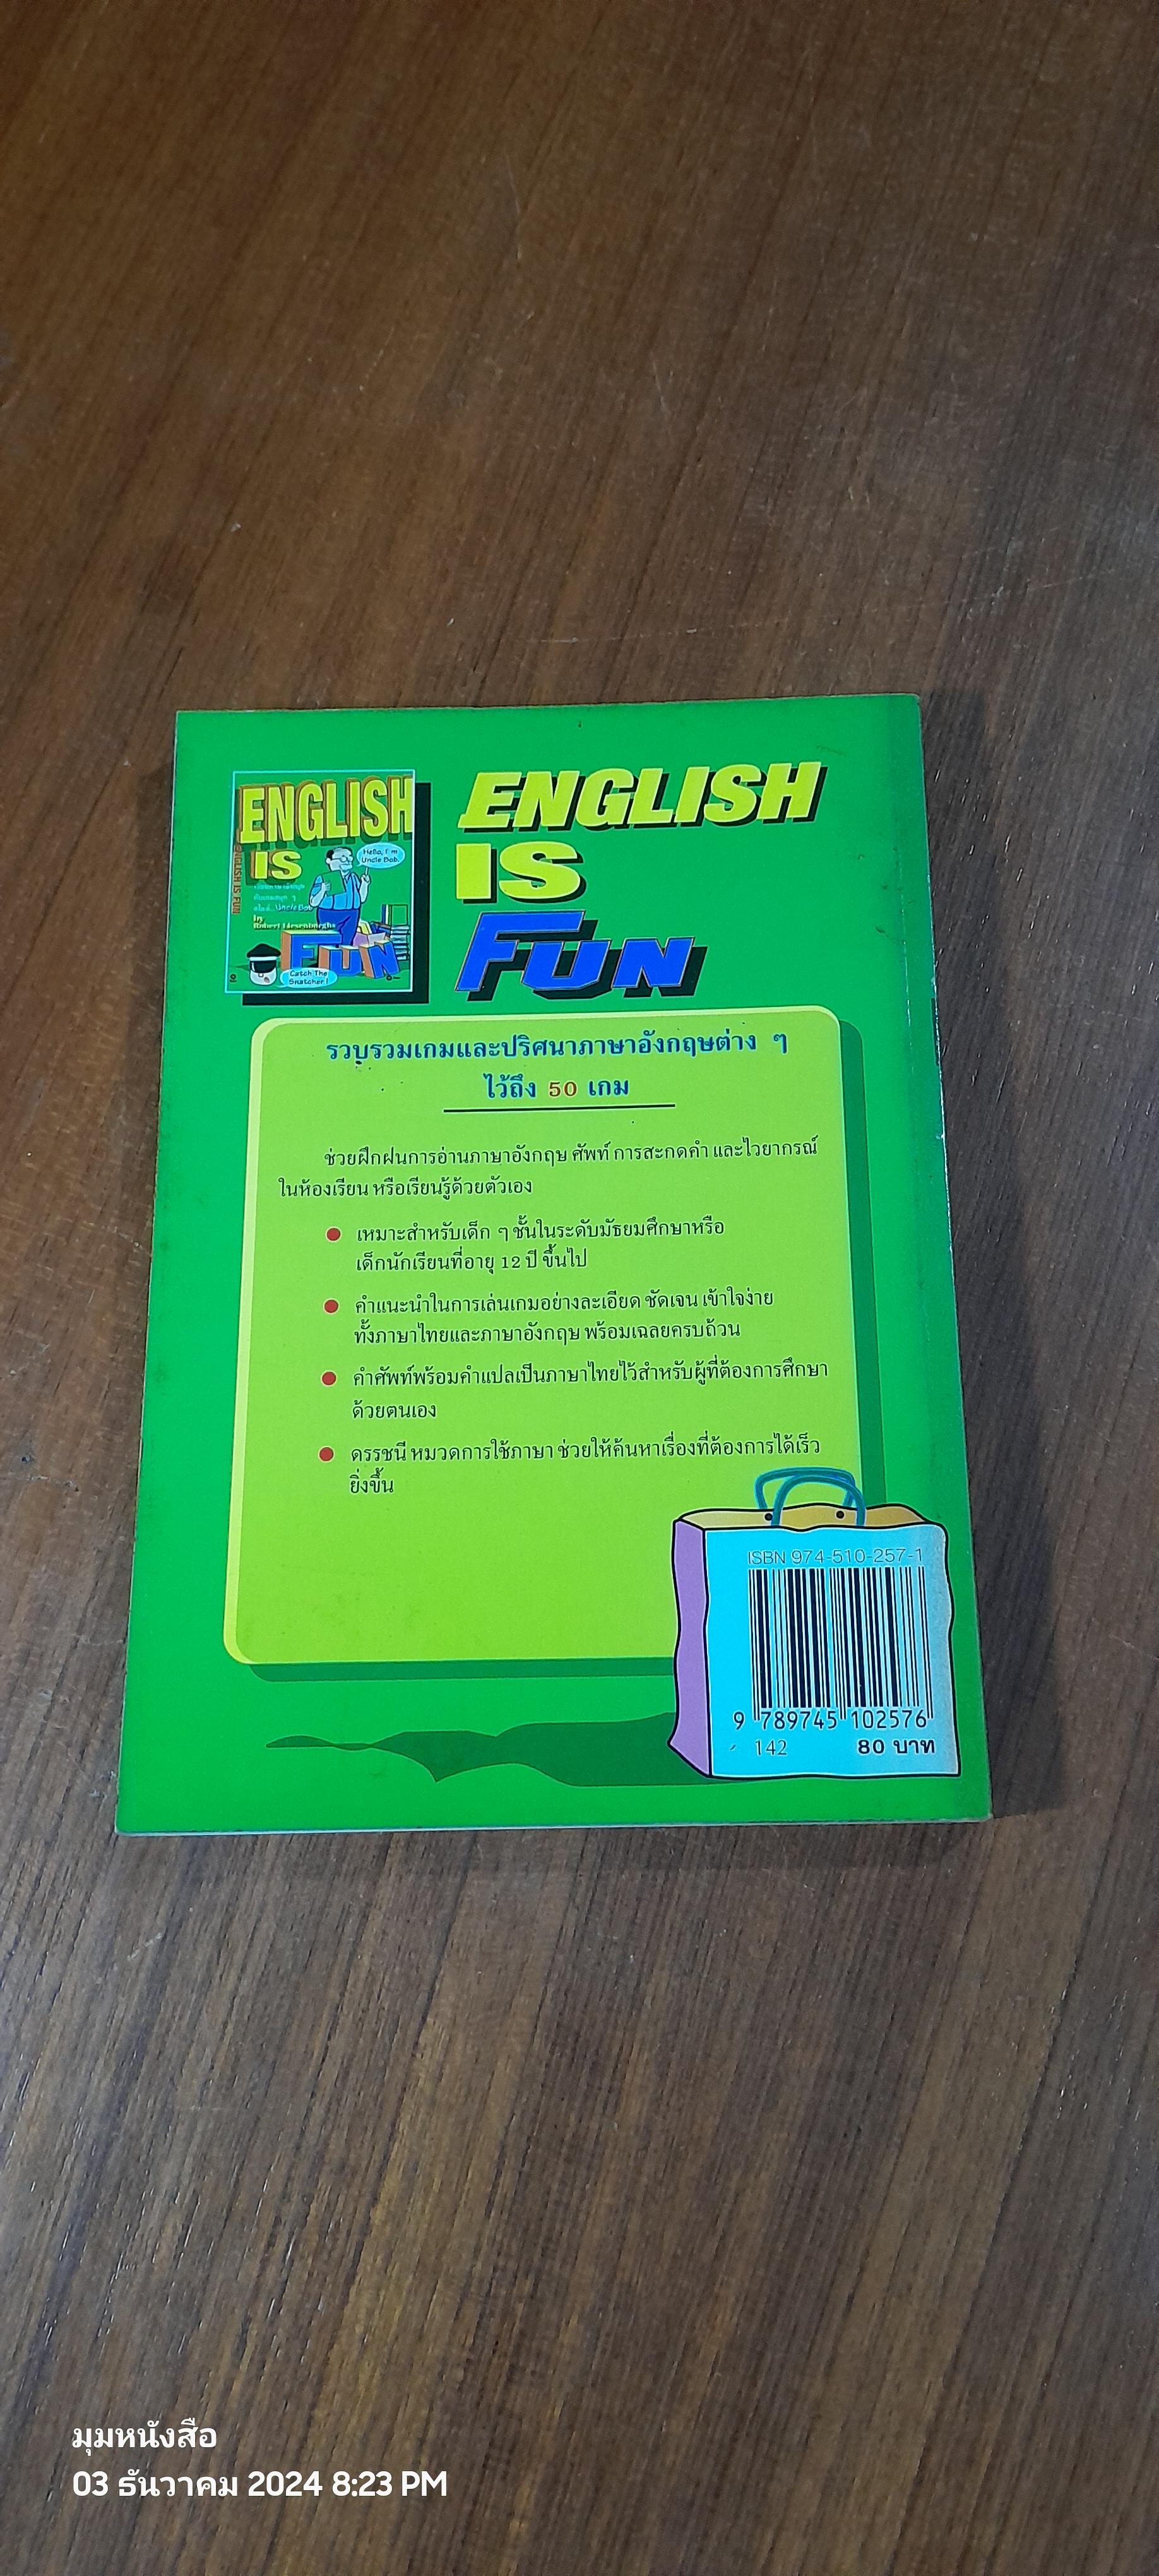 ENGLISH
IS
Hello, I'm
Uncle Bob.
ENGLISH IS FUN
Uncle Bob
by
FUN
Catch The
Snatcher!
ENGLISH
IS
FUN
รวบรวมเกมและปริศนาภาษาอังกฤษต่าง ๆ
ไว้ถึง 50 เกม
ช่วยฝึกฝนการอ่านภาษาอังกฤษ ศัพท์ การสะกดคำ และไวยากรณ์
ในห้องเรียน หรือเรียนรู้ด้วยตัวเอง
เหมาะสำหรับเด็ก ๆ ชั้นในระดับมัธยมศึกษาหรือ
เด็กนักเรียนที่อายุ 12 ปี ขึ้นไป
คำแนะนำในการเล่นเกมอย่างละเอียด ชัดเจน เข้าใจง่าย
ทั้งภาษาไทยและภาษาอังกฤษ พร้อมเฉลยครบถ้วน
คำศัพท์พร้อมคำแปลเป็นภาษาไทยไว้สำหรับผู้ที่ต้องการศึกษา
ด้วยตนเอง
ดรรชนี หมวดการใช้ภาษา ช่วยให้ค้นหาเรื่องที่ต้องการได้เร็ว
ยิ่งขึ้น
ISBN 974-510-257-1
9 789745 102576
142 80 บาท
มุมหนังสือ
03 ธันวาคม 2024 8:23 PM